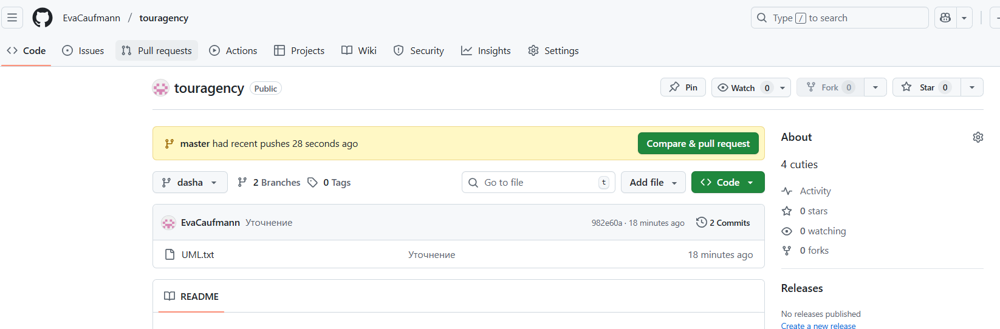 EvaCaufmann / touragency
Type / to search
Code
Issues
Pull requests
Actions
Projects
Wiki
Security
Insights
Settings
touragency Public
Pin
Watch 0
Fork 0
Star 0
master had recent pushes 28 seconds ago
Compare & pull request
dasha
2 Branches
0 Tags
Go to file t
Add file
Code
EvaCaufmann Уточнение
982e60a · 18 minutes ago
2 Commits
UML.txt
Уточнение
18 minutes ago
README
About
4 cuties
Activity
0 stars
0 watching
0 forks
Releases
No releases published
Create a new release